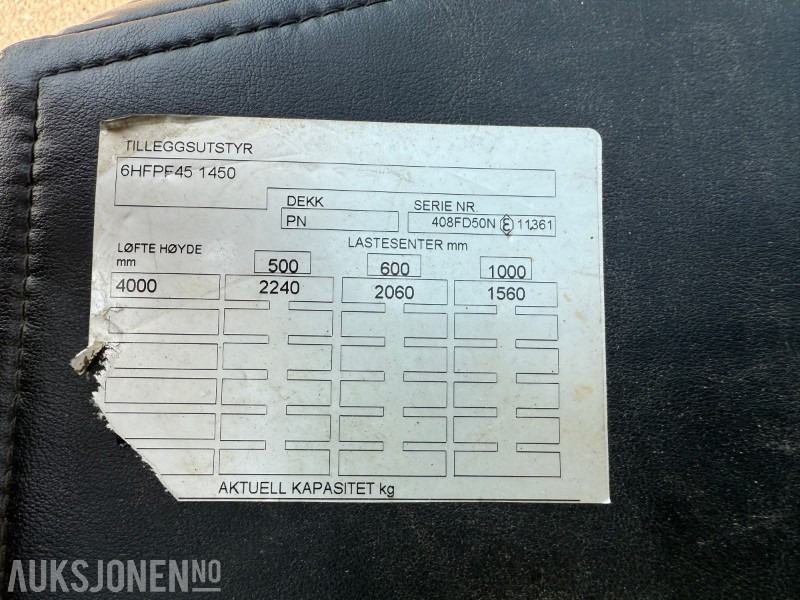 TILLEGGSUTSTYR
6HFPF45 1450
DEKK
SERIE NR.
PN
408FD50N Ⓔ 11361
LASTESENTER mm
LØFTE HØYDE
mm
500 600 1000
4000 2240 2060 1560
AKTUELL KAPASITET kg
AUKSJONEN NO